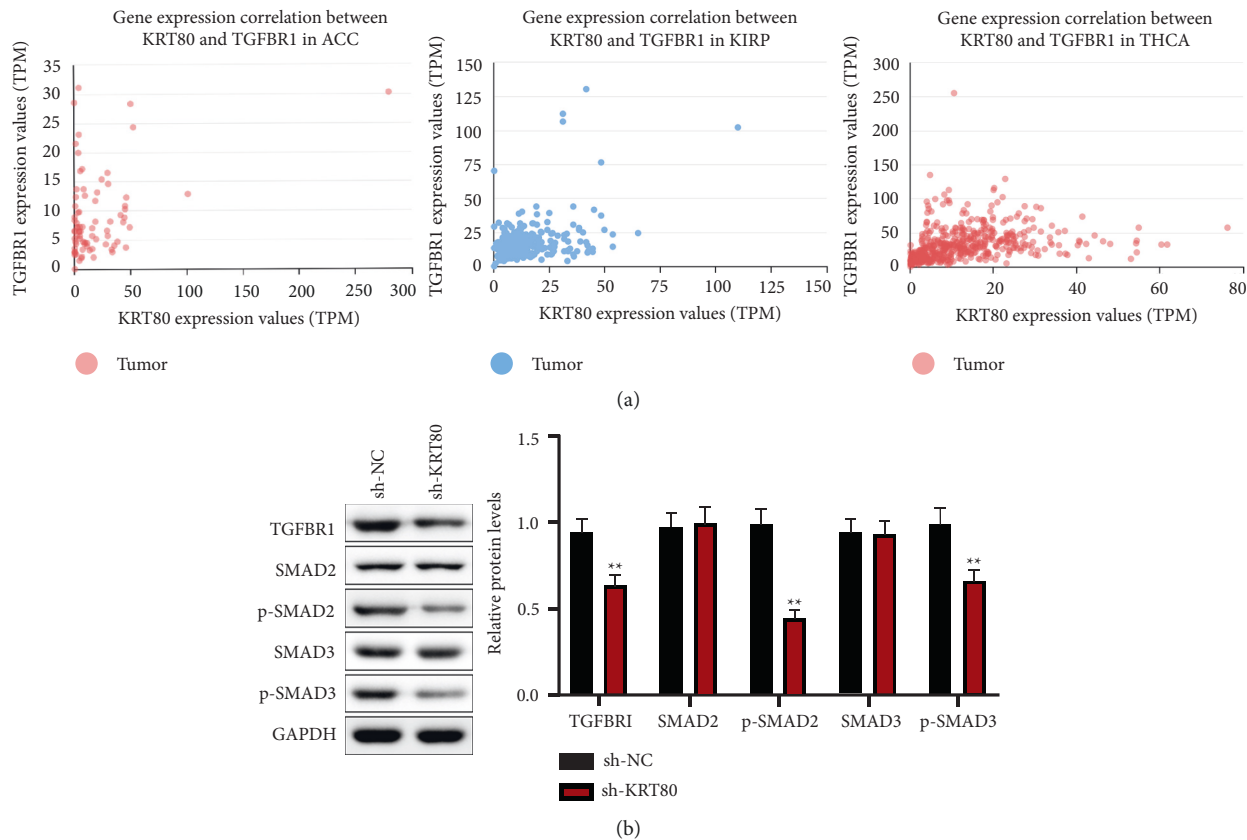 Gene expression correlation between
KRT80 and TGFBR1 in ACC
TGFBR1 expression values (TPM)
35
30
25
20
15
10
5
0
0
50
100
150
200
250
300
KRT80 expression values (TPM)
Tumor
Gene expression correlation between
KRT80 and TGFBR1 in KIRP
TGFBR1 expression values (TPM)
150
125
100
75
50
25
0
0
25
50
75
100
125
150
KRT80 expression values (TPM)
Tumor
Gene expression correlation between
KRT80 and TGFBR1 in THCA
TGFBR1 expression values (TPM)
300
250
200
150
100
50
0
0
20
40
60
80
KRT80 expression values (TPM)
Tumor
(a)
sh-NC
sh-KRT80
TGFBR1
SMAD2
p-SMAD2
SMAD3
p-SMAD3
GAPDH
Relative protein levels
1.5
1.0
0.5
0.0
**
**
**
TGFBRI
SMAD2
p-SMAD2
SMAD3
p-SMAD3
sh-NC
sh-KRT80
(b)